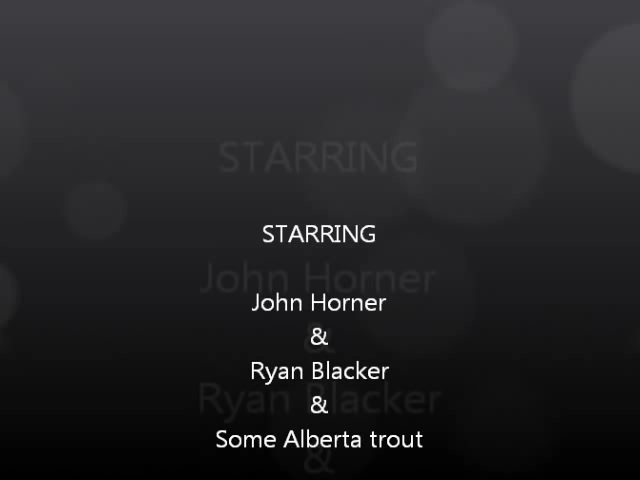 STARRING
John Horner
&
Ryan Blacker
&
Some Alberta trout